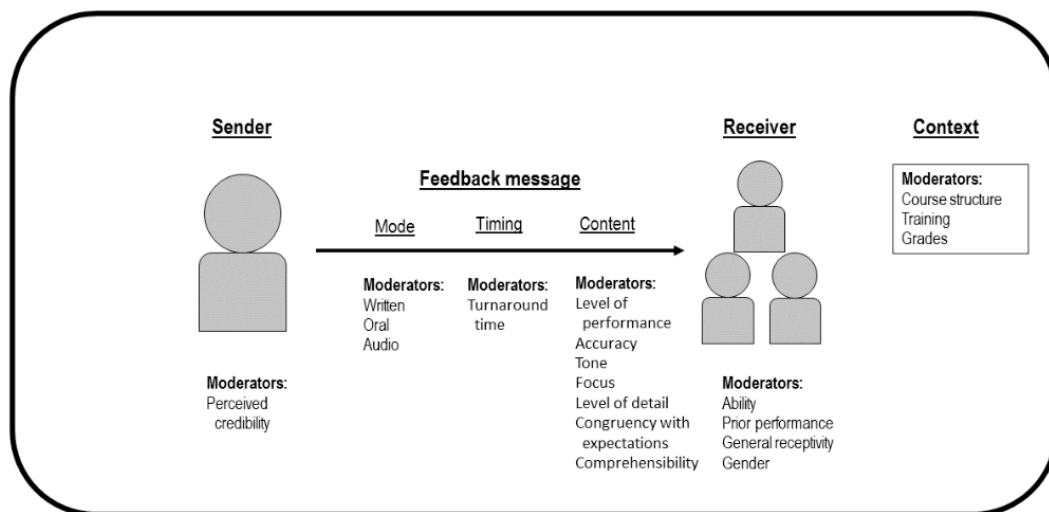 Sender
Receiver
Context
Feedback message
Moderators:
Course structure
Training
Grades
Mode
Timing
Content
Moderators:
Written
Oral
Audio
Moderators:
Turnaround
time
Moderators:
Level of
performance
Accuracy
Tone
Focus
Level of detail
Congruency with
expectations
Comprehensibility
Moderators:
Perceived
credibility
Moderators:
Ability
Prior performance
General receptivity
Gender